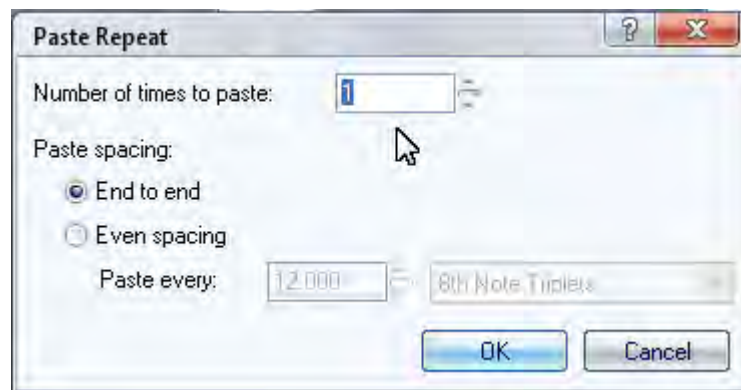 Paste Repeat ?
Number of times to paste: 1
Paste spacing:
End to end
Even spacing
Paste every: 12.000 8th Note Triplets
OK Cancel